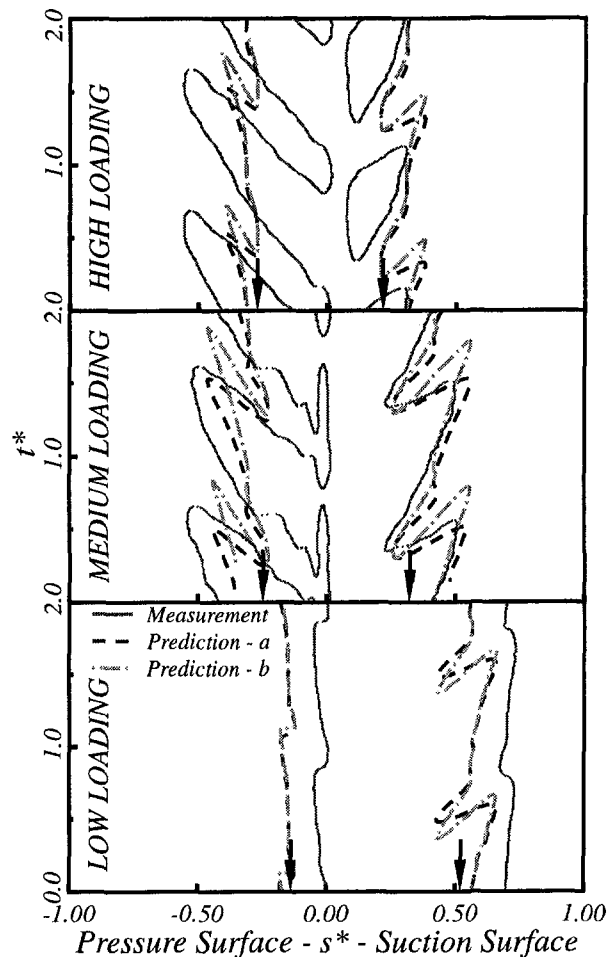 2.0
1.0
HIGH LOADING
2.0
1.0
MEDIUM LOADING
t*
2.0
Measurement
Prediction - a
Prediction - b
1.0
LOW LOADING
0.0
-1.00 -0.50 0.00 0.50 1.00
Pressure Surface - s* - Suction Surface